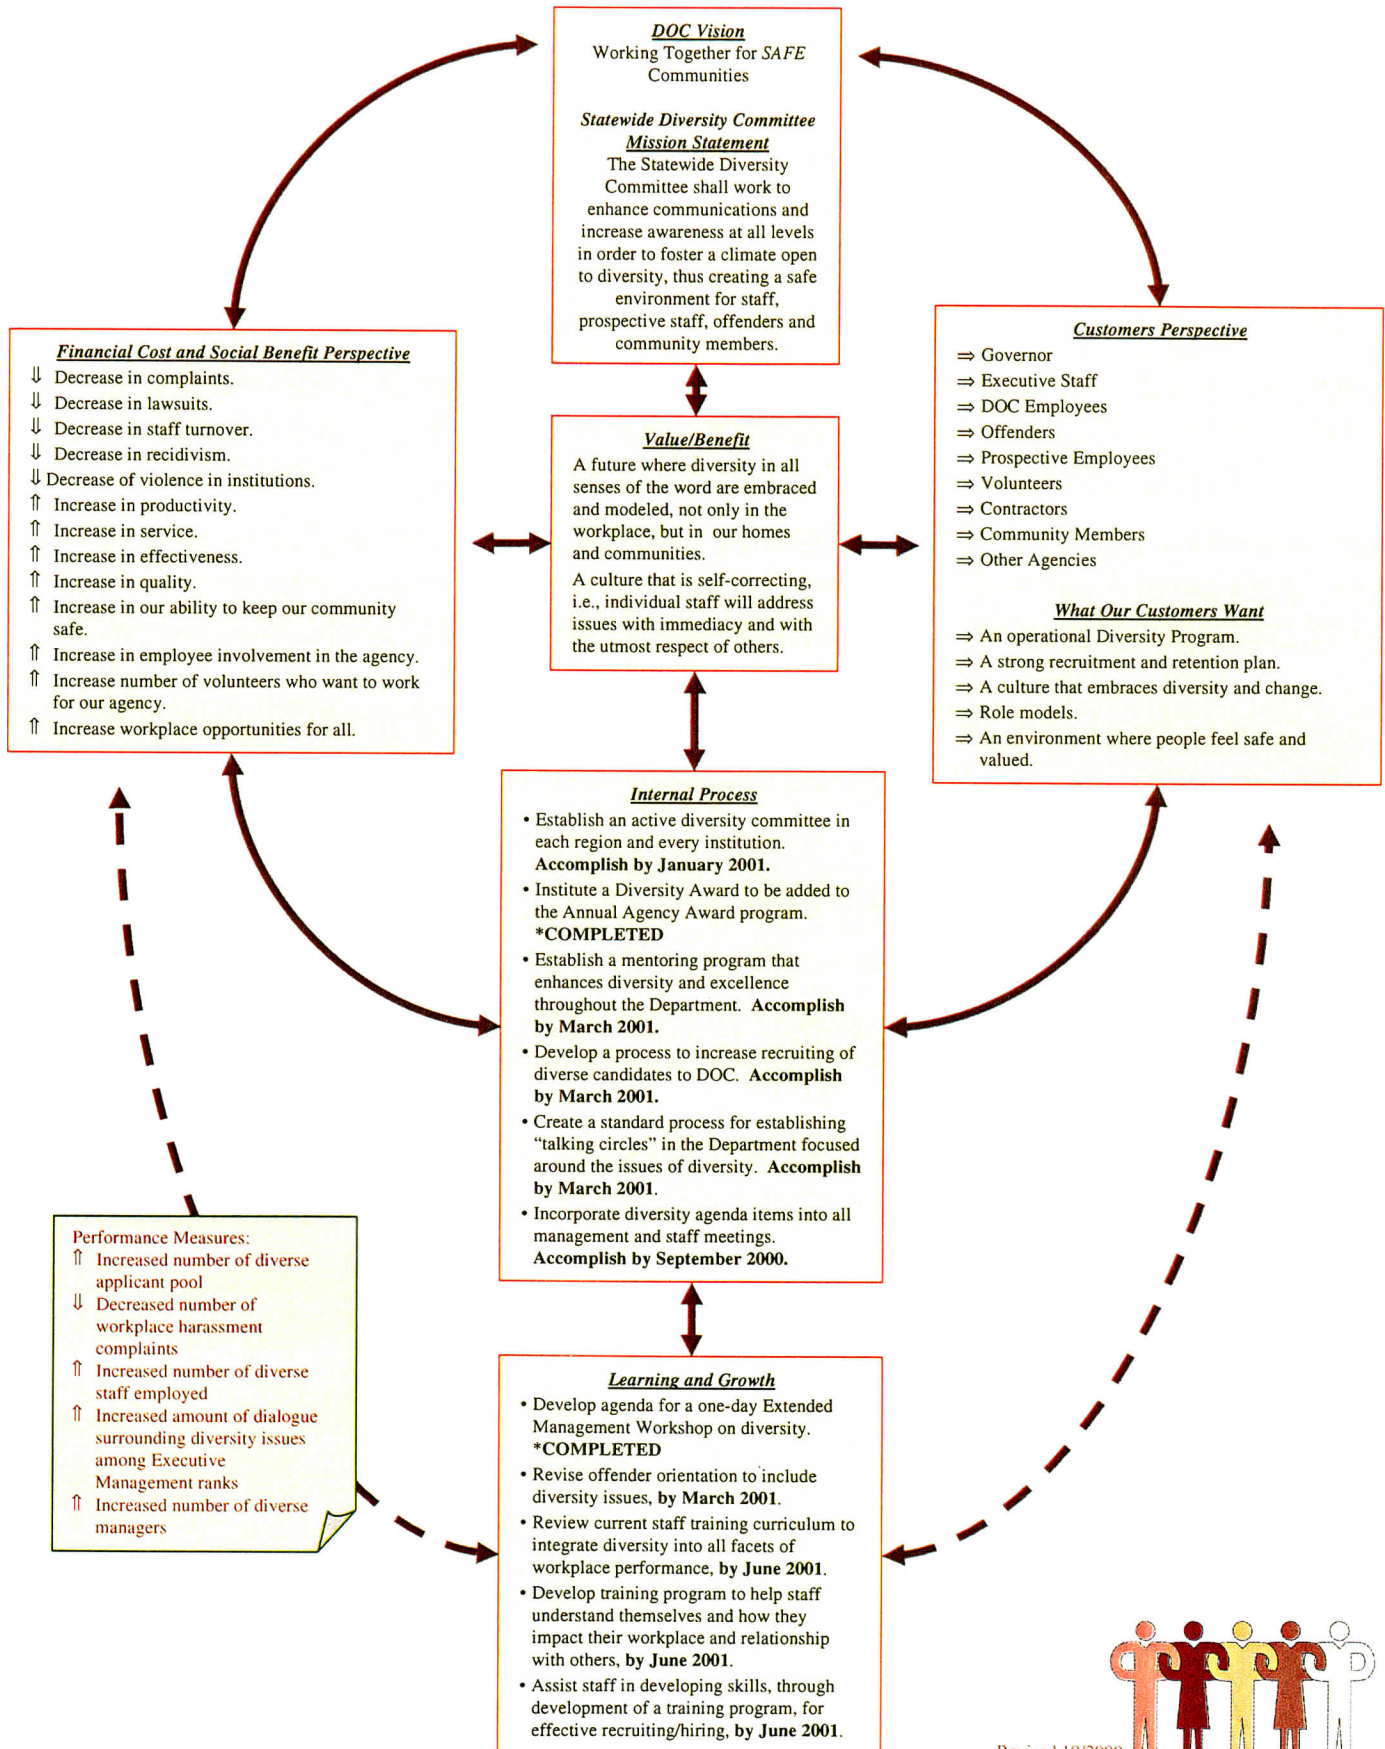 DOC Vision
Working Together for SAFE
Communities
Statewide Diversity Committee
Mission Statement
The Statewide Diversity
Committee shall work to
enhance communications and
increase awareness at all levels
in order to foster a climate open
to diversity, thus creating a safe
environment for staff,
prospective staff, offenders and
community members.
Financial Cost and Social Benefit Perspective
⇓ Decrease in complaints.
⇓ Decrease in lawsuits.
⇓ Decrease in staff turnover.
⇓ Decrease in recidivism.
⇓ Decrease of violence in institutions.
⇑ Increase in productivity.
⇑ Increase in service.
⇑ Increase in effectiveness.
⇑ Increase in quality.
⇑ Increase in our ability to keep our community
safe.
⇑ Increase in employee involvement in the agency.
⇑ Increase number of volunteers who want to work
for our agency.
⇑ Increase workplace opportunities for all.
Value/Benefit
A future where diversity in all
senses of the word are embraced
and modeled, not only in the
workplace, but in our homes
and communities.
A culture that is self-correcting,
i.e., individual staff will address
issues with immediacy and with
the utmost respect of others.
Customers Perspective
⇒ Governor
⇒ Executive Staff
⇒ DOC Employees
⇒ Offenders
⇒ Prospective Employees
⇒ Volunteers
⇒ Contractors
⇒ Community Members
⇒ Other Agencies
What Our Customers Want
⇒ An operational Diversity Program.
⇒ A strong recruitment and retention plan.
⇒ A culture that embraces diversity and change.
⇒ Role models.
⇒ An environment where people feel safe and
valued.
Internal Process
• Establish an active diversity committee in
each region and every institution.
Accomplish by January 2001.
• Institute a Diversity Award to be added to
the Annual Agency Award program.
*COMPLETED
• Establish a mentoring program that
enhances diversity and excellence
throughout the Department. Accomplish
by March 2001.
• Develop a process to increase recruiting of
diverse candidates to DOC. Accomplish
by March 2001.
• Create a standard process for establishing
“talking circles” in the Department focused
around the issues of diversity. Accomplish
by March 2001.
• Incorporate diversity agenda items into all
management and staff meetings.
Accomplish by September 2000.
Performance Measures:
⇑ Increased number of diverse
applicant pool
⇓ Decreased number of
workplace harassment
complaints
⇑ Increased number of diverse
staff employed
⇑ Increased amount of dialogue
surrounding diversity issues
among Executive
Management ranks
⇑ Increased number of diverse
managers
Learning and Growth
• Develop agenda for a one-day Extended
Management Workshop on diversity.
*COMPLETED
• Revise offender orientation to include
diversity issues, by March 2001.
• Review current staff training curriculum to
integrate diversity into all facets of
workplace performance, by June 2001.
• Develop training program to help staff
understand themselves and how they
impact their workplace and relationship
with others, by June 2001.
• Assist staff in developing skills, through
development of a training program, for
effective recruiting/hiring, by June 2001.